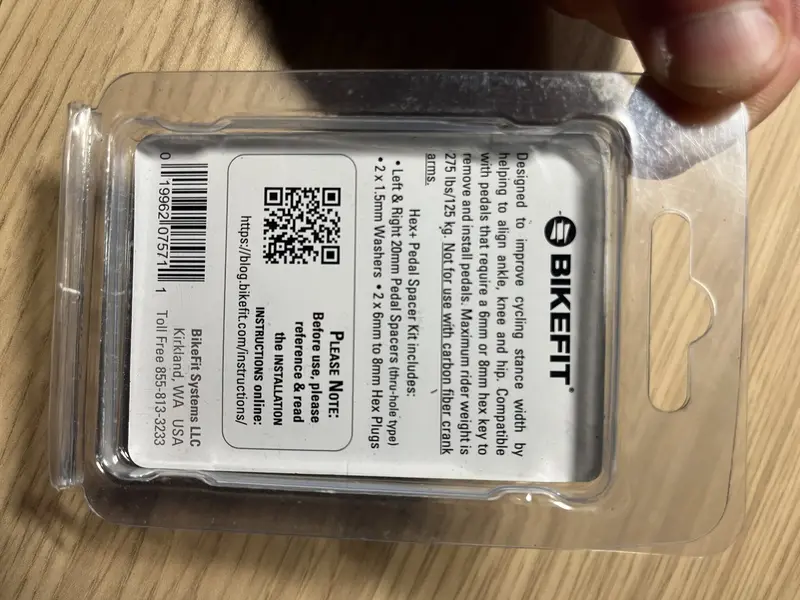 BIKEFIT®
Designed to improve cycling stance width by
helping to align ankle, knee and hip. Compatible
with pedals that require a 6mm or 8mm hex key to
remove and install pedals. Maximum rider weight is
275 lbs/125 kg. Not for use with carbon fiber crank
arms.
Hex+ Pedal Spacer Kit includes:
• Left & Right 20mm Pedal Spacers (thru-hole type)
• 2 x 1.5mm Washers • 2 x 6mm to 8mm Hex Plugs
PLEASE NOTE:
Before use, please
reference & read
the INSTALLATION
INSTRUCTIONS online:
https://blog.bikefit.com/instructions/
BikeFit Systems LLC
Kirkland, WA USA
Toll Free 855-813-3233
0 19962 07571 1